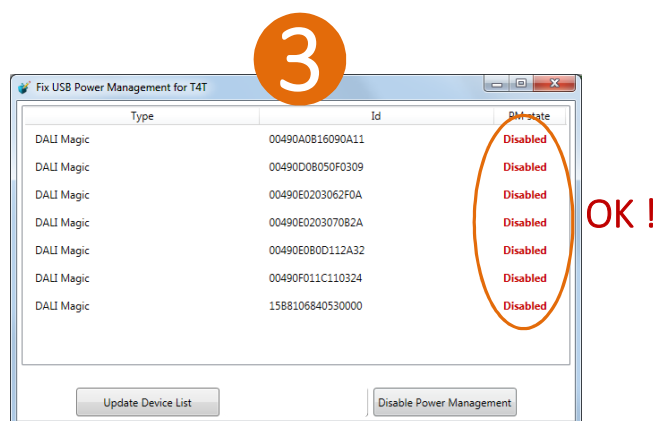 3
Fix USB Power Management for T4T
Type Id PM state
DALI Magic 00490A0B16090A11 Disabled
DALI Magic 00490D0B050F0309 Disabled
DALI Magic 00490E0203062F0A Disabled
DALI Magic 00490E0203070B2A Disabled
DALI Magic 00490E0B0D112A32 Disabled
DALI Magic 00490F011C110324 Disabled
DALI Magic 15B8106840530000 Disabled
OK !
Update Device List Disable Power Management